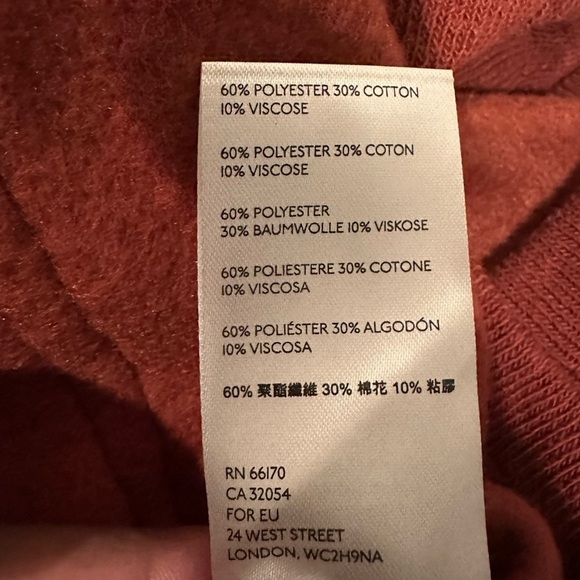 60% POLYESTER 30% COTTON
10% VISCOSE
60% POLYESTER 30% COTON
10% VISCOSE
60% POLYESTER
30% BAUMWOLLE 10% VISKOSE
60% POLIESTERE 30% COTONE
10% VISCOSA
60% POLIÉSTER 30% ALGODÓN
10% VISCOSA
60% 聚酯纖維 30% 棉花 10% 粘膠
RN 66170
CA 32054
FOR EU
24 WEST STREET
LONDON, WC2H9NA